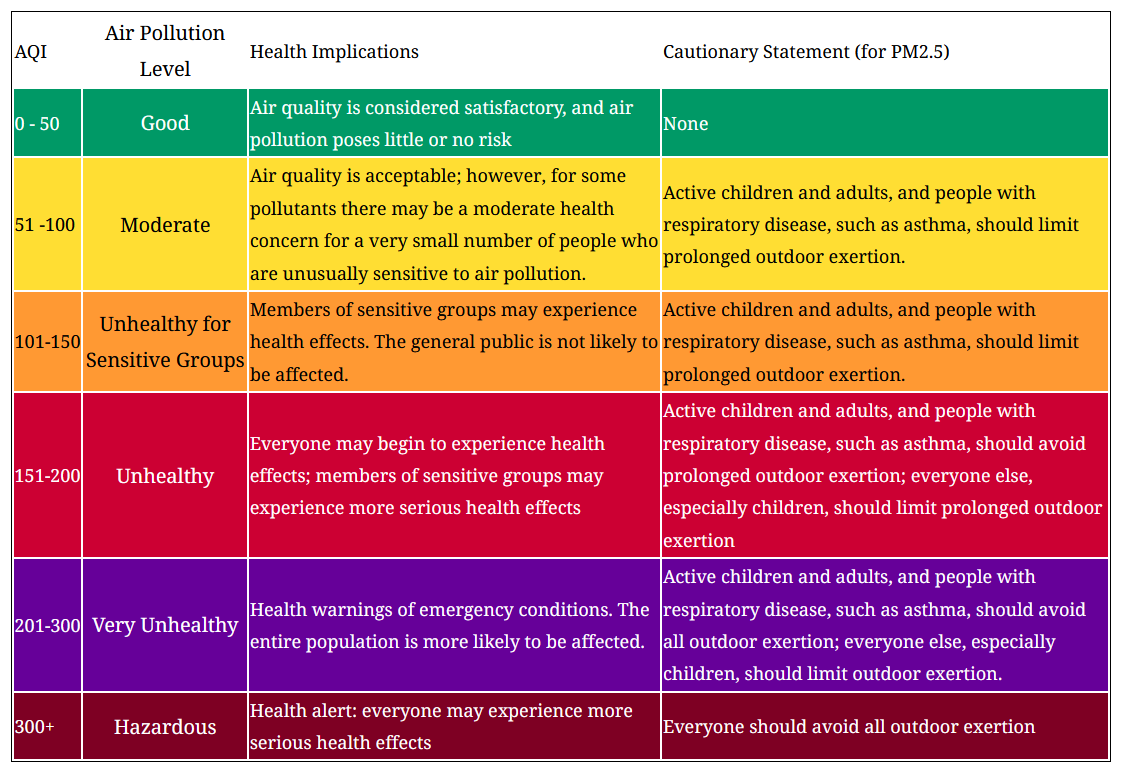 AQI
Air Pollution
Level
Health Implications
Cautionary Statement (for PM2.5)
0 - 50
Good
Air quality is considered satisfactory, and air
pollution poses little or no risk
None
51 -100
Moderate
Air quality is acceptable; however, for some
pollutants there may be a moderate health
concern for a very small number of people who
are unusually sensitive to air pollution.
Active children and adults, and people with
respiratory disease, such as asthma, should limit
prolonged outdoor exertion.
101-150
Unhealthy for
Sensitive Groups
Members of sensitive groups may experience
health effects. The general public is not likely to
be affected.
Active children and adults, and people with
respiratory disease, such as asthma, should limit
prolonged outdoor exertion.
151-200
Unhealthy
Everyone may begin to experience health
effects; members of sensitive groups may
experience more serious health effects
Active children and adults, and people with
respiratory disease, such as asthma, should avoid
prolonged outdoor exertion; everyone else,
especially children, should limit prolonged outdoor
exertion
201-300
Very Unhealthy
Health warnings of emergency conditions. The
entire population is more likely to be affected.
Active children and adults, and people with
respiratory disease, such as asthma, should avoid
all outdoor exertion; everyone else, especially
children, should limit outdoor exertion.
300+
Hazardous
Health alert: everyone may experience more
serious health effects
Everyone should avoid all outdoor exertion